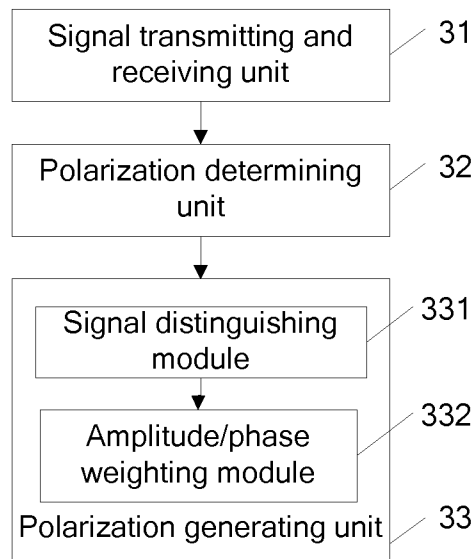 Signal transmitting and
receiving unit
31
Polarization determining
unit
32
Signal distinguishing
module
331
Amplitude/phase
weighting module
332
Polarization generating unit
33